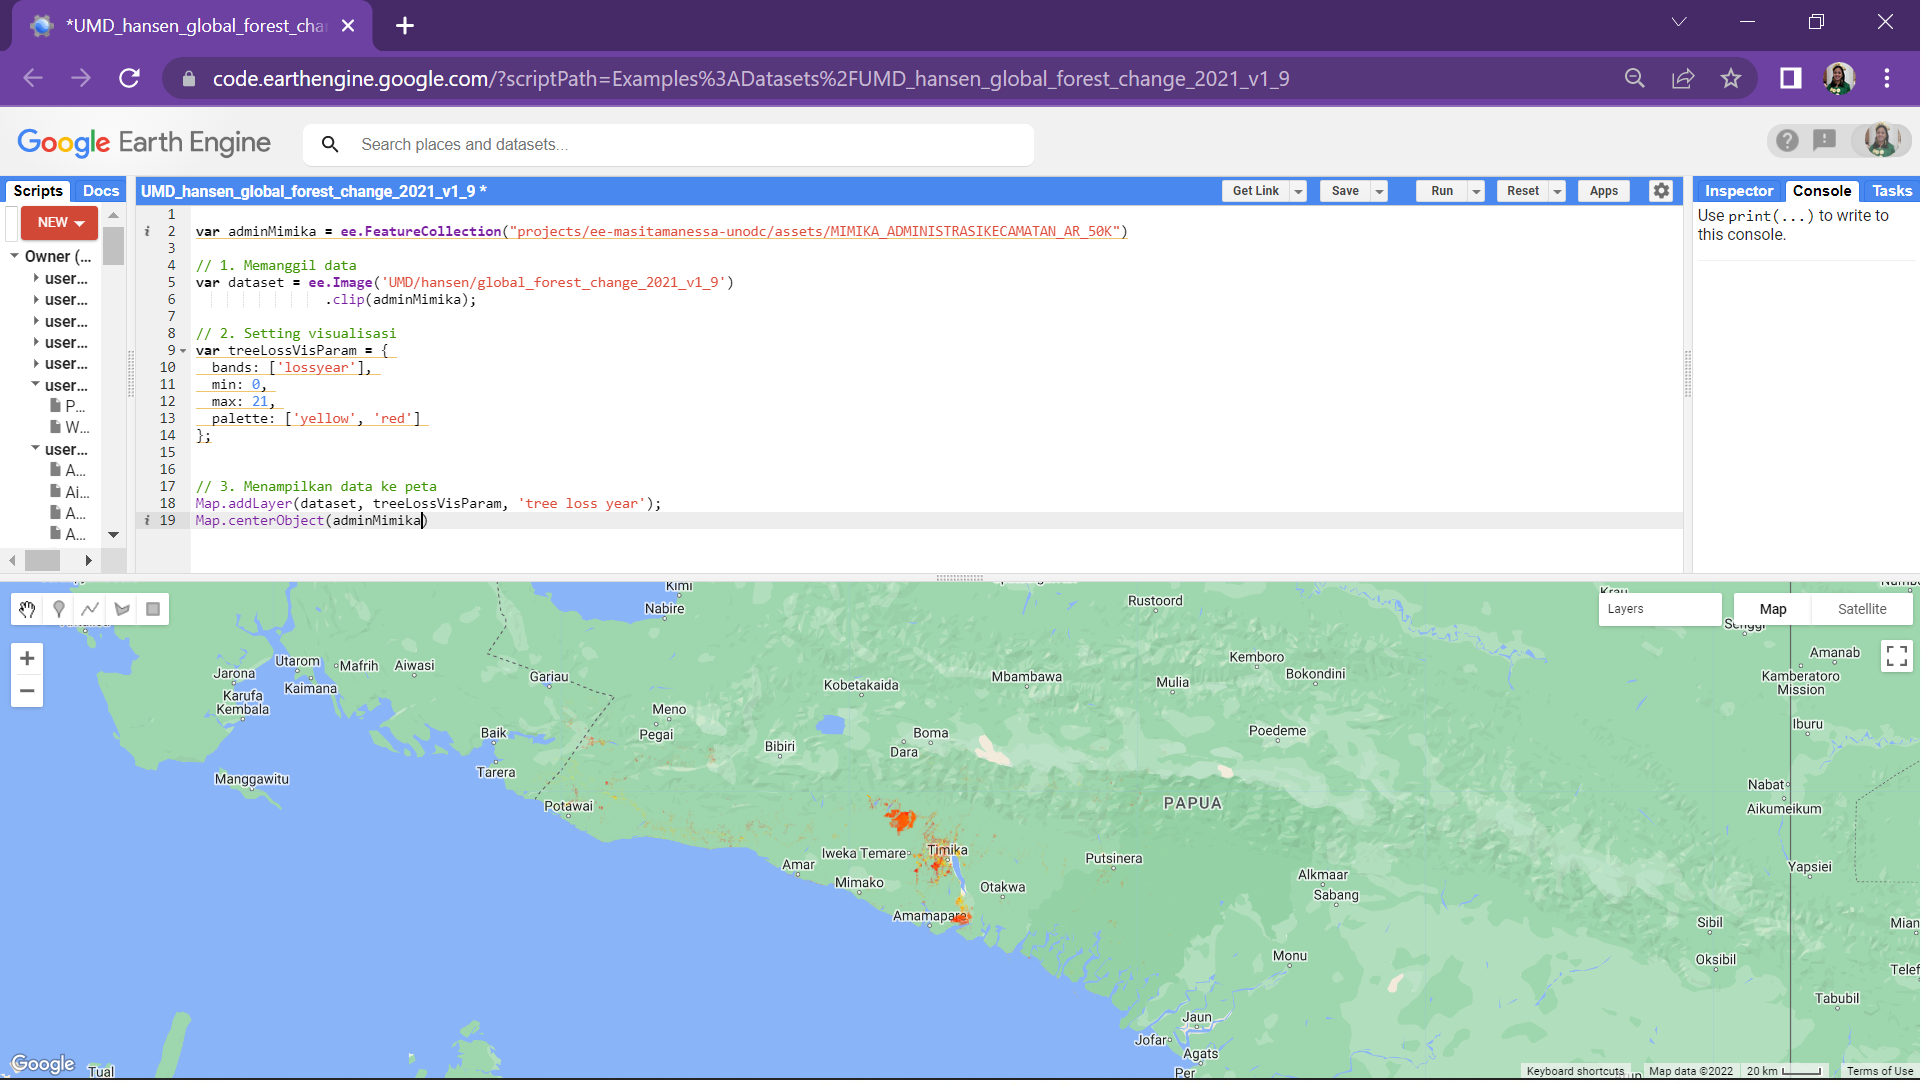 *UMD_hansen_global_forest_cha
code.earthengine.google.com/?scriptPath=Examples%3ADatasets%2FUMD_hansen_global_forest_change_2021_v1_9
Google Earth Engine
Search places and datasets...
Scripts
Docs
NEW
Owner (...
user...
user...
user...
user...
user...
user...
P...
W...
user...
A...
Ai...
A...
A...
UMD_hansen_global_forest_change_2021_v1_9 *
Get Link
Save
Run
Reset
Apps
1
2 var adminMimika = ee.FeatureCollection("projects/ee-masitamanessa-unodc/assets/MIMIKA_ADMINISTRASIKECAMATAN_AR_50K")
3
4 // 1. Memanggil data
5 var dataset = ee.Image('UMD/hansen/global_forest_change_2021_v1_9')
6 .clip(adminMimika);
7
8 // 2. Setting visualisasi
9 var treeLossVisParam = {
10 bands: ['lossyear'],
11 min: 0,
12 max: 21,
13 palette: ['yellow', 'red']
14 };
15
16
17 // 3. Menampilkan data ke peta
18 Map.addLayer(dataset, treeLossVisParam, 'tree loss year');
19 Map.centerObject(adminMimika)
Inspector
Console
Tasks
Use print(...) to write to
this console.
Layers
Map
Satellite
Kimi
Nabire
Rustoord
Krau
Senggi
Amanab
Kamberatoro
Mission
Iburu
Utarom
Mafrih
Aiwasi
Jarona
Kaimana
Karufa
Kembala
Gariau
Kobetakaida
Mbambawa
Mulia
Kemboro
Bokondini
Meno
Pegai
Baik
Bibiri
Boma
Dara
Poedeme
Tarera
Manggawitu
Potawai
PAPUA
Nabat
Aikumeikum
Iweka Temare
Timika
Amar
Putsinera
Mimako
Otakwa
Alkmaar
Sabang
Yapsiei
Amamapare
Sibil
Mian
Monu
Oksibil
Telef
Tabubil
Jaun
Jofar
Agats
Per
Google
Tual
Keyboard shortcuts
Map data ©2022
20 km
Terms of Use